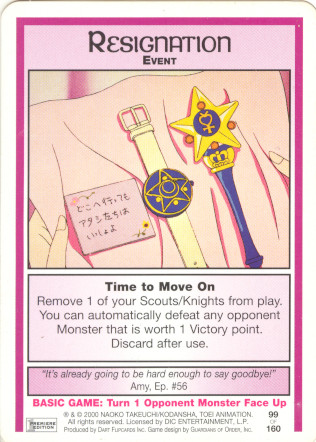 RESIGNATION
EVENT
どこへ行っても
アタシたちは
いっしょ
Time to Move On
Remove 1 of your Scouts/Knights from play.
You can automatically defeat any opponent
Monster that is worth 1 Victory point.
Discard after use.
"It's already going to be hard enough to say goodbye!"
Amy, Ep. #56
BASIC GAME: Turn 1 Opponent Monster Face Up
PREMIERE
EDITION
® & © 2000 NAOKO TAKEUCHI/KODANSHA, TOEI ANIMATION.
All rights reserved. Licensed by DIC ENTERTAINMENT, L.P.
PRODUCED BY DART FLIPCARDS INC. Game design by GUARDIANS OF ORDER, INC.
99
of
160